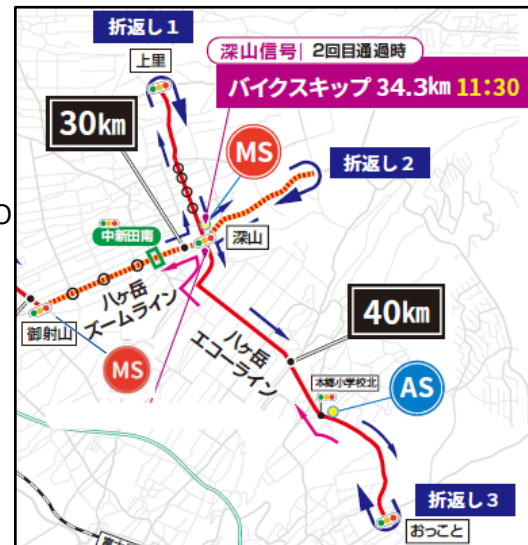 折返し1
上里
深山信号| 2回目通過時
バイクスキップ 34.3km 11:30
30km
MS
折返し2
中新田南
深山
八ヶ岳
ズームライン
御射山
MS
八ヶ岳
エコーライン
40km
本郷小学校北
AS
折返し3
おっこと